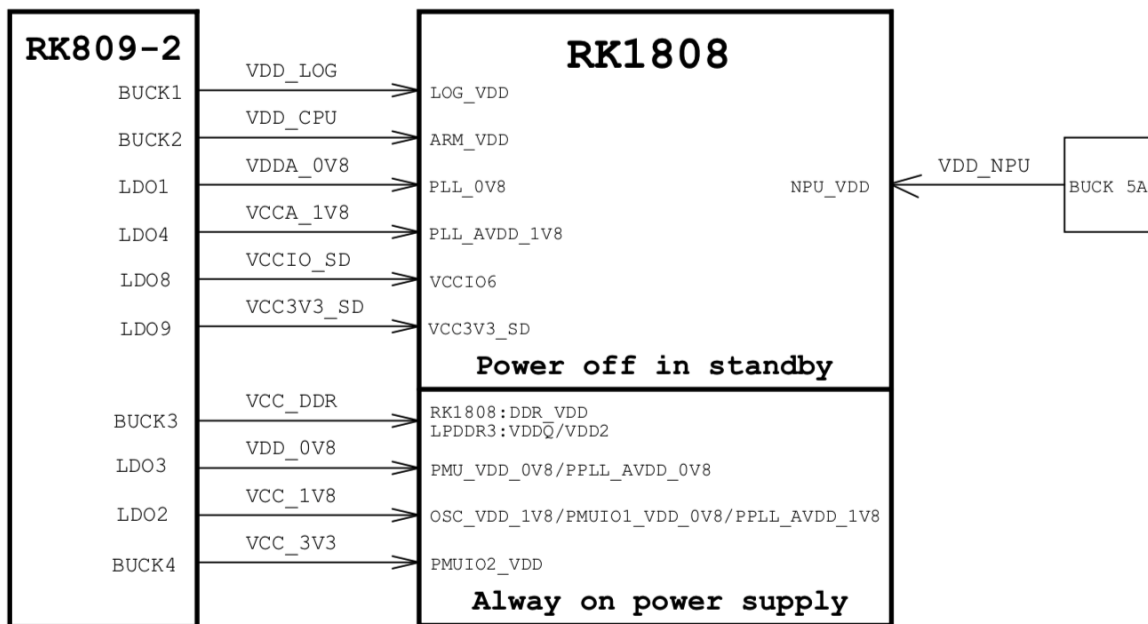 RK809-2
RK1808
BUCK1 VDD_LOG LOG_VDD
BUCK2 VDD_CPU ARM_VDD
LDO1 VDDA_0V8 PLL_0V8 NPU_VDD VDD_NPU BUCK 5A
LDO4 VCCA_1V8 PLL_AVDD_1V8
LDO8 VCCIO_SD VCCIO6
LDO9 VCC3V3_SD VCC3V3_SD
Power off in standby
BUCK3 VCC_DDR RK1808:DDR_VDD
LPDDR3:VDDQ/VDD2
LDO3 VDD_0V8 PMU_VDD_0V8/PPLL_AVDD_0V8
LDO2 VCC_1V8 OSC_VDD_1V8/PMUIO1_VDD_0V8/PPLL_AVDD_1V8
BUCK4 VCC_3V3 PMUIO2_VDD
Alway on power supply